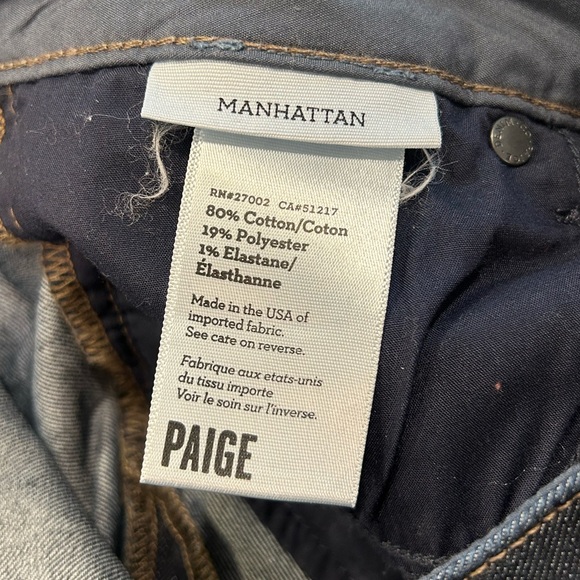 MANHATTAN
RN#27002 CA#51217
80% Cotton/Coton
19% Polyester
1% Elastane/
Élasthanne
Made in the USA of
imported fabric.
See care on reverse.
Fabrique aux etats-unis
du tissu importe
Voir le soin sur l'inverse.
PAIGE